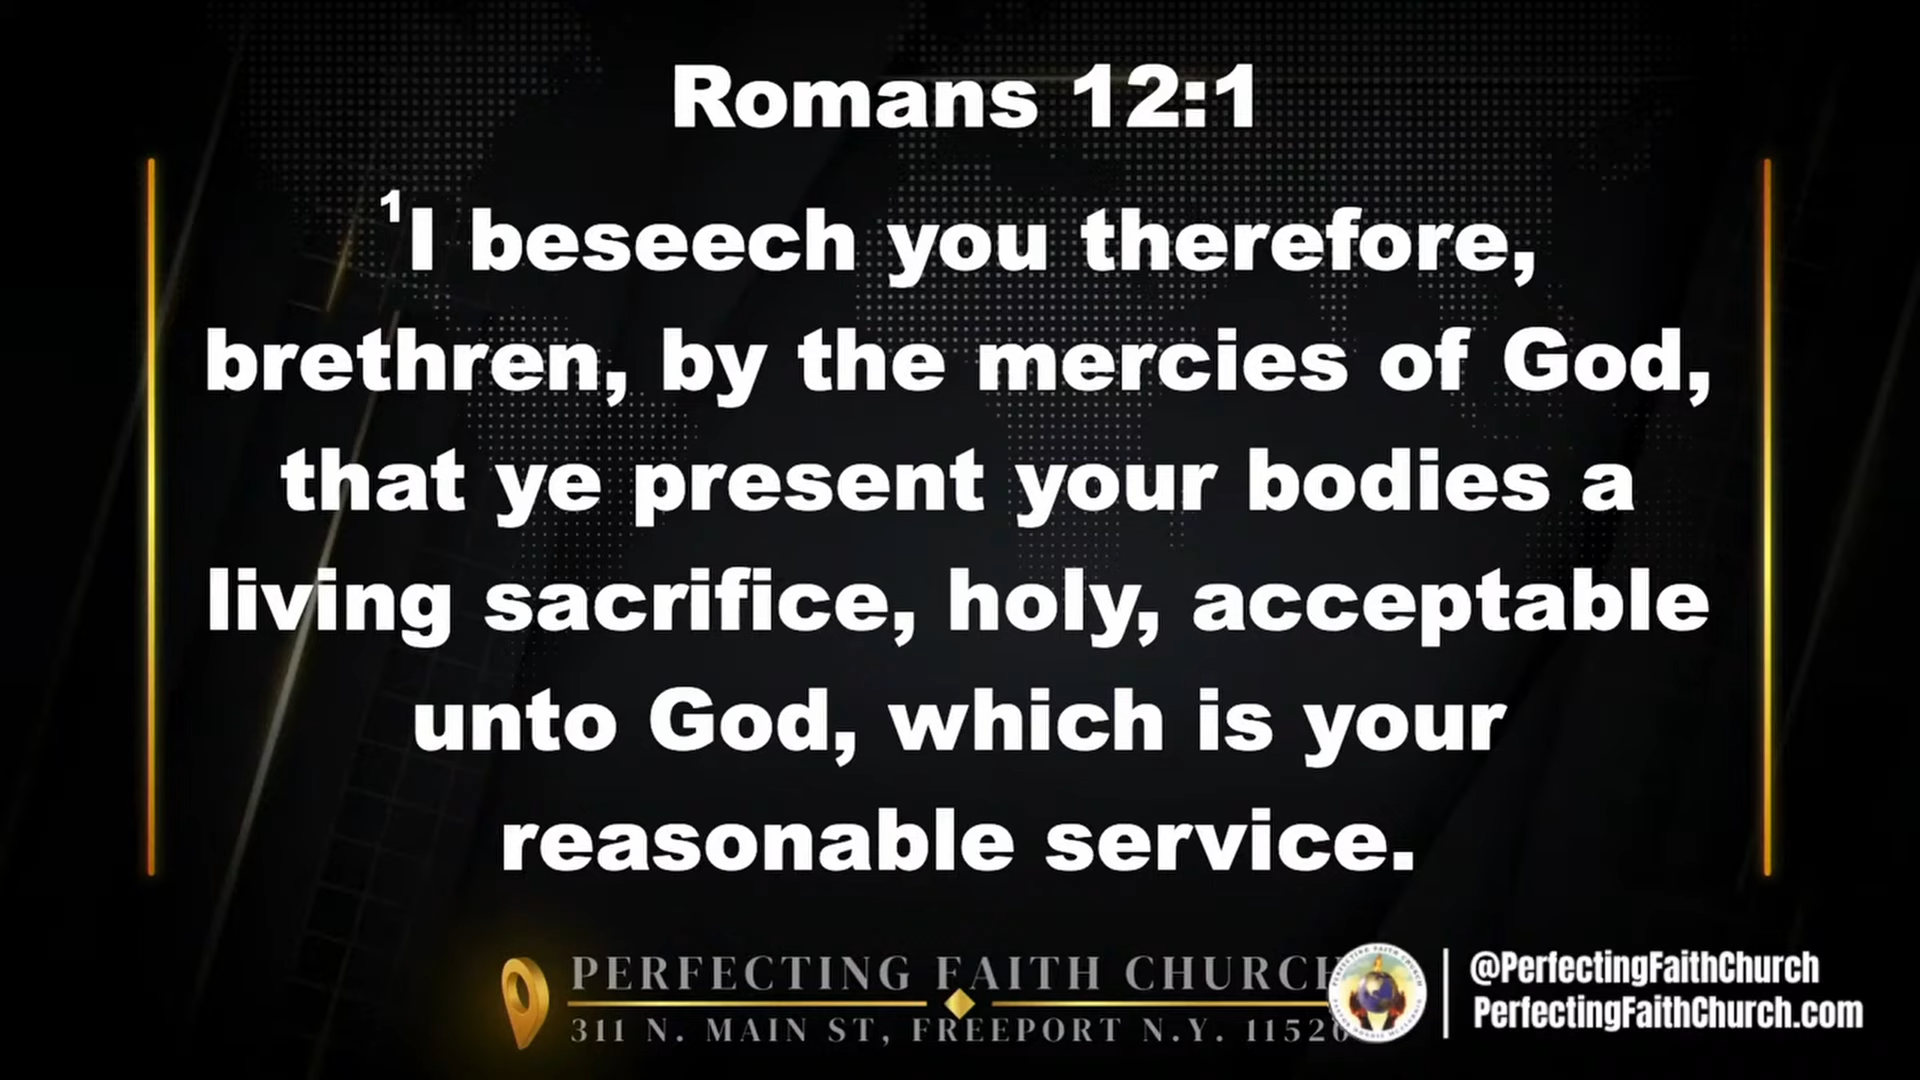 Romans 12:1
1I beseech you therefore,
brethren, by the mercies of God,
that ye present your bodies a
living sacrifice, holy, acceptable
unto God, which is your
reasonable service.
PERFECTING FAITH CHURCH
311 N. MAIN ST, FREEPORT N.Y. 11520
@PerfectingFaithChurch
PerfectingFaithChurch.com